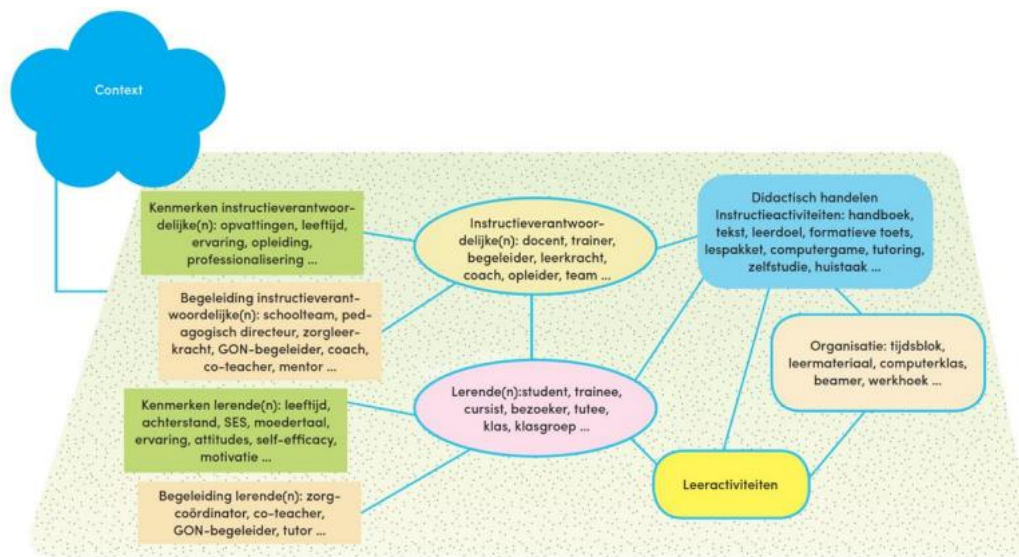 Context
Kenmerken instructieverantwoor-
delijke(n): opvattingen, leeftijd,
ervaring, opleiding,
professionalisering ...
Instructieverantwoor-
delijke(n): docent, trainer,
begeleider, leerkracht,
coach, opleider, team ...
Didactisch handelen
Instructieactiviteiten: handboek,
tekst, leerdoel, formatieve toets,
lespakket, computergame, tutoring,
zelfstudie, huistaak ...
Begeleiding instructieverant-
woordelijke(n): schoolteam, ped-
agogisch directeur, zorgleer-
kracht, GON-begeleider, coach,
co-teacher, mentor ...
Organisatie: tijdsblok,
leermateriaal, computerklas,
beamer, werkhoek ...
Kenmerken lerende(n): leeftijd,
achterstand, SES, moedertaal,
ervaring, attitudes, self-efficacy,
motivatie ...
Lerende(n):student, trainee,
cursist, bezoeker, tutee,
klas, klasgroep ...
Leeractiviteiten
Begeleiding lerende(n): zorg-
coördinator, co-teacher,
GON-begeleider, tutor ...